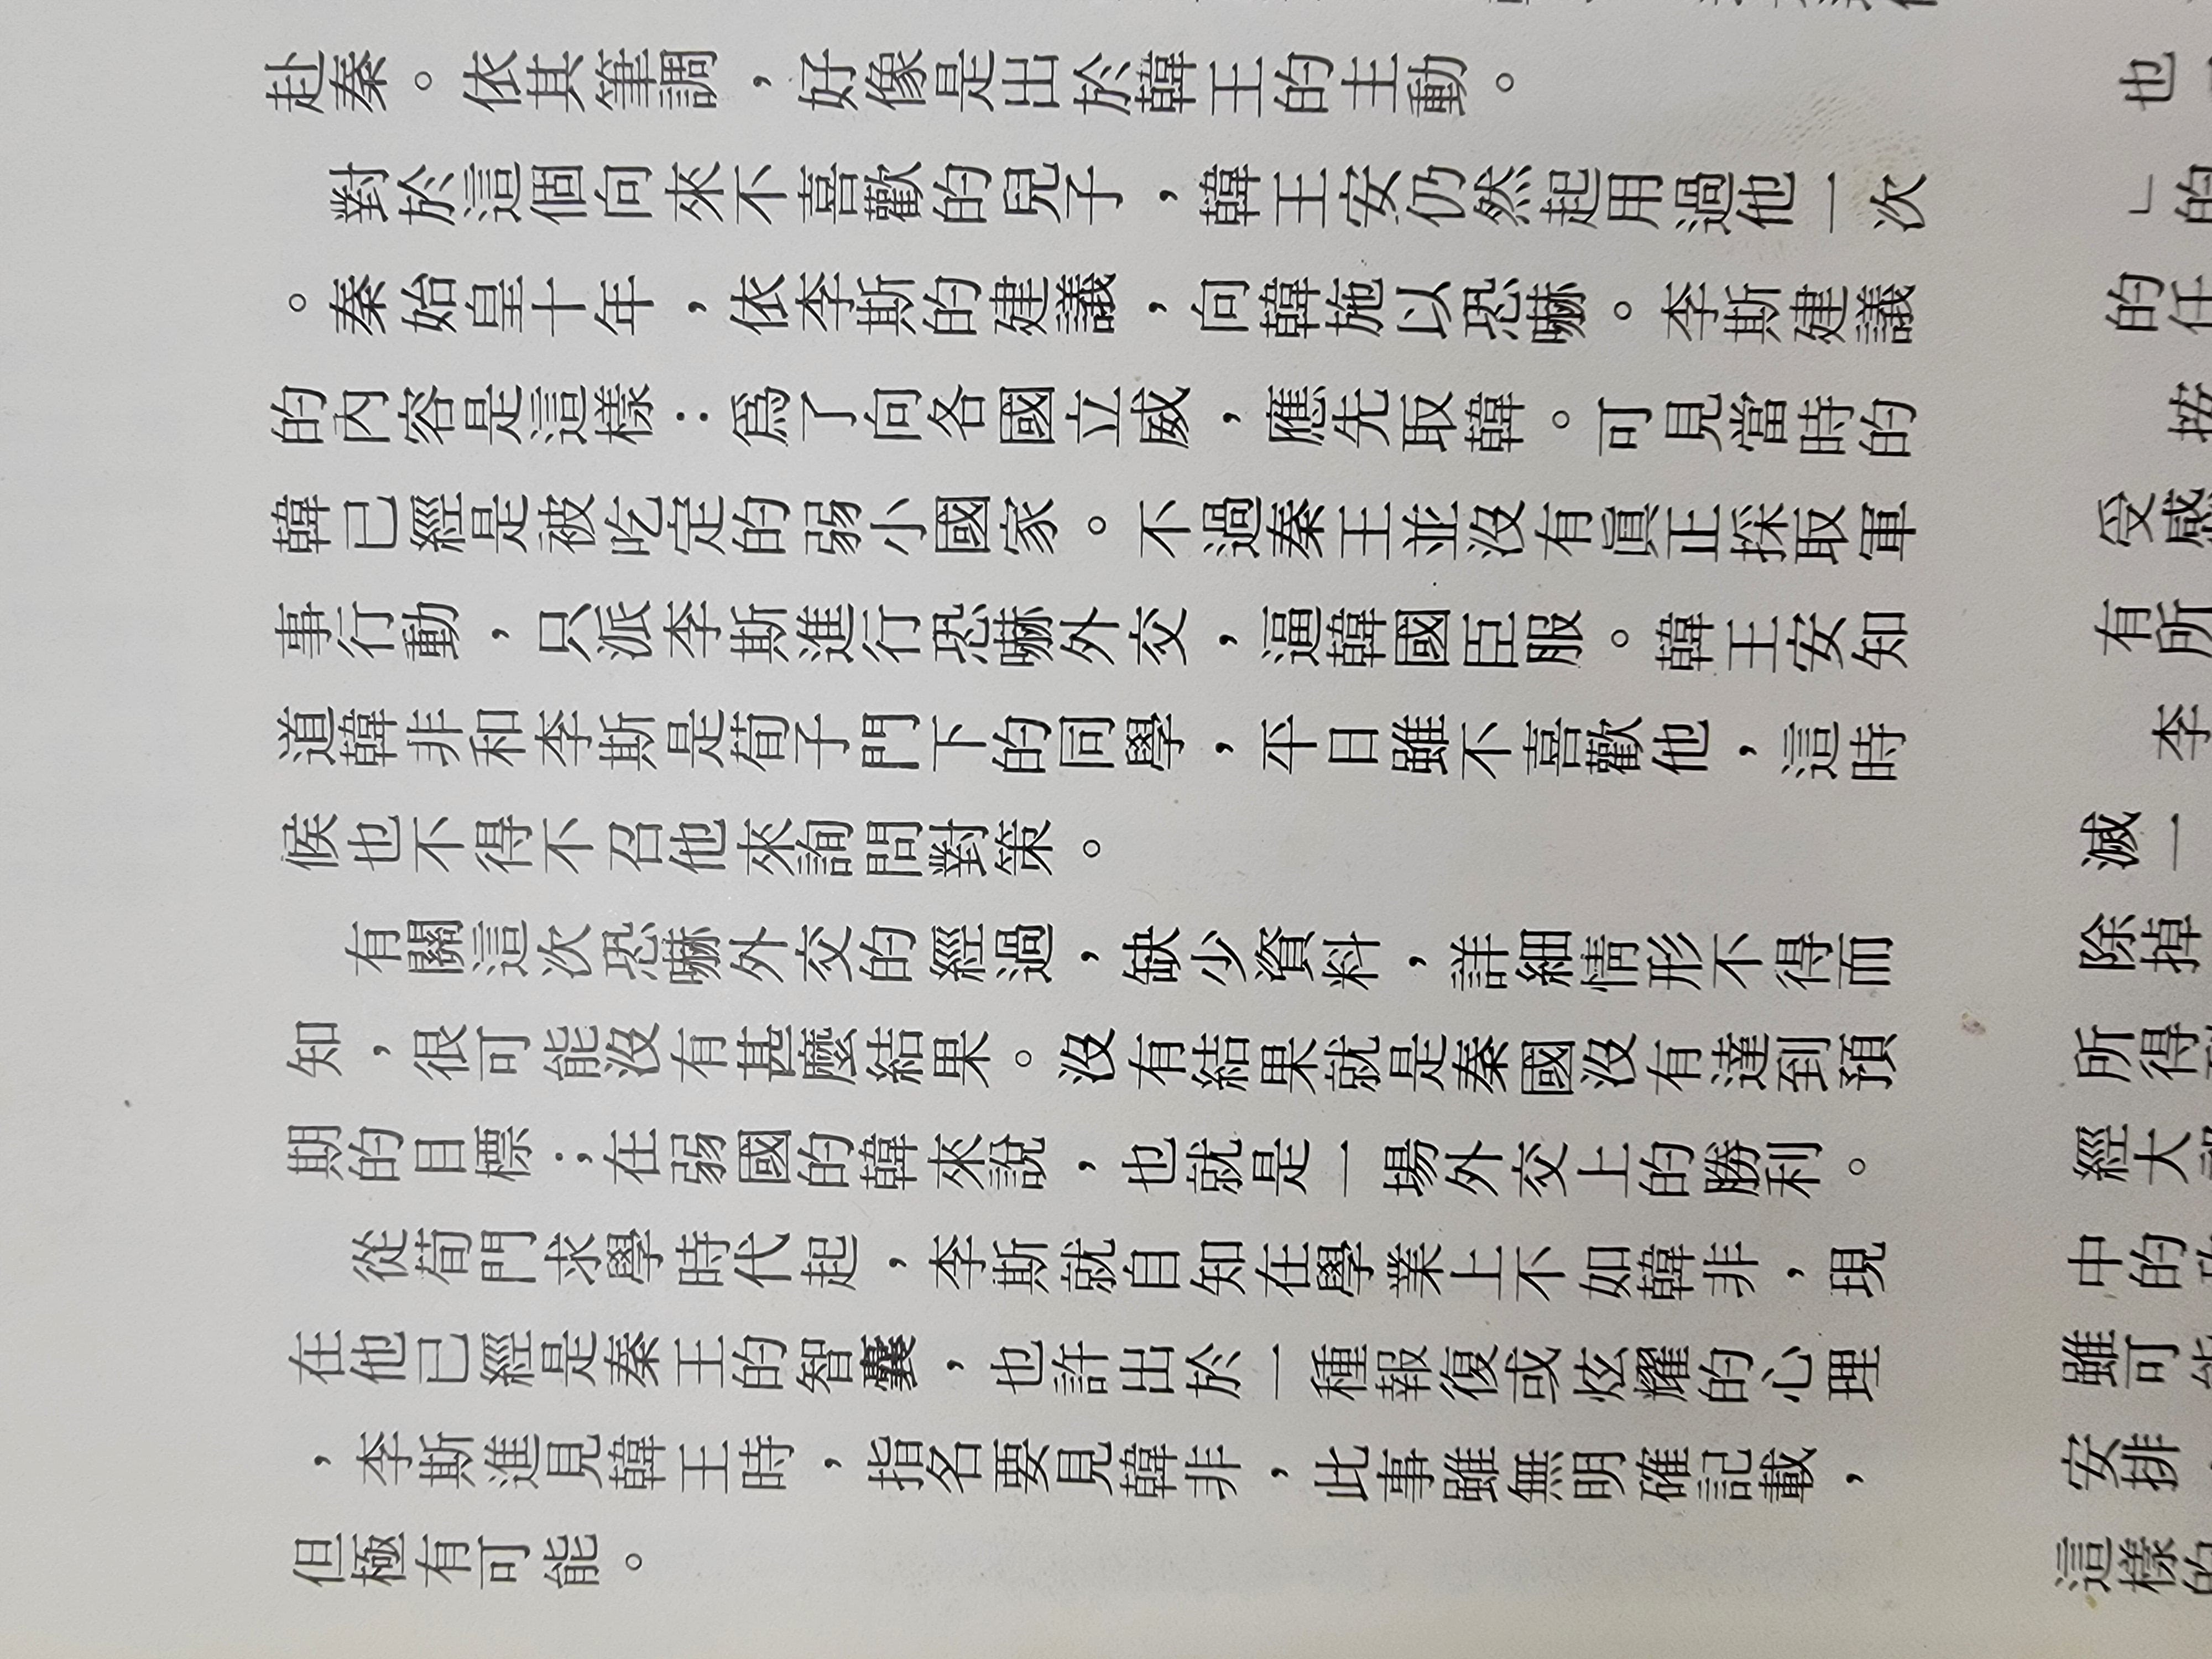 赴秦。依其筆調，好像是出於韓王的主動。
對於這個向來不喜歡的兒子，韓王安仍然起用過他一次
。秦始皇十年，依李斯的建議，向韓施以恐嚇。李斯建議
的內容是這樣：爲了向各國立威，應先取韓。可見當時的
韓已經是被吃定的弱小國家。不過秦王並沒有眞正採取軍
事行動，只派李斯進行恐嚇外交，逼韓國臣服。韓王安知
道韓非和李斯是荀子門下的同學，平日雖不喜歡他，這時
候也不得不召他來詢問對策。
有關這次恐嚇外交的經過，缺少資料，詳細情形不得而
知，很可能沒有甚麼結果。沒有結果就是秦國沒有達到預
期的目標；在弱國的韓來說，也就是一場外交上的勝利。
從荀門求學時代起，李斯就自知在學業上不如韓非，現
在他已經是秦王的智囊，也許出於一種報復或炫耀的心理
，李斯進見韓王時，指名要見韓非，此事雖無明確記載，
但極有可能。
也
」的
的任
按
受感
有所
李
滅一
除掉
所得
經大
中的
雖可能
安排
這樣的